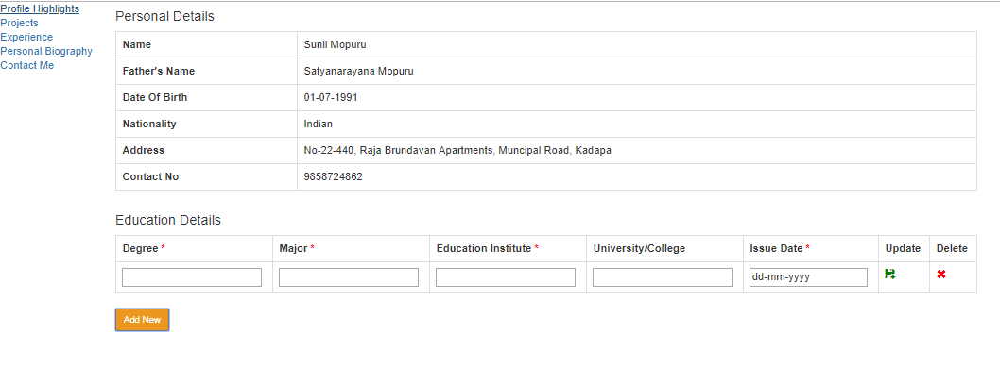 Profile Highlights
Projects
Experience
Personal Biography
Contact Me
Personal Details
Name Sunil Mopuru
Father's Name Satyanarayana Mopuru
Date Of Birth 01-07-1991
Nationality Indian
Address No-22-440, Raja Brundavan Apartments, Muncipal Road, Kadapa
Contact No 9858724862
Education Details
Degree * Major * Education Institute * University/College Issue Date * Update Delete
dd-mm-yyyy
Add New